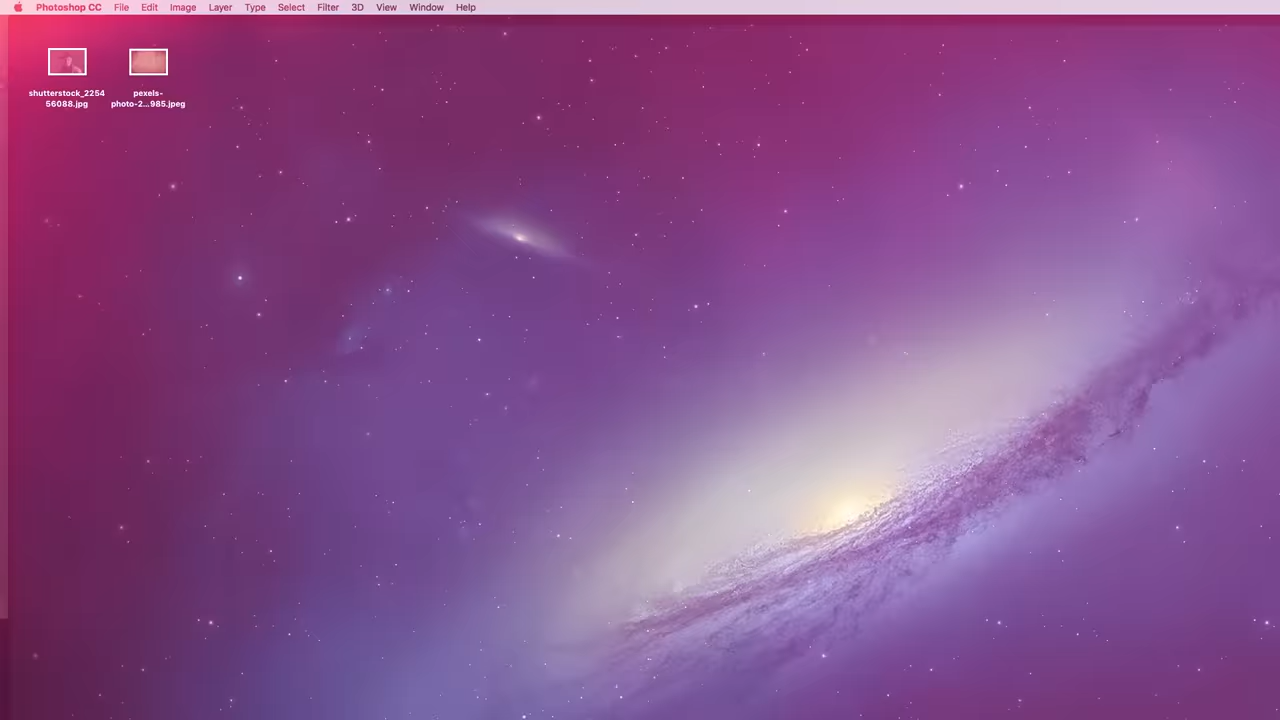 Photoshop CC File Edit Image Layer Type Select Filter 3D View Window Help
shutterstock_2254
56088.jpg
pexels-
photo-2...985.jpeg